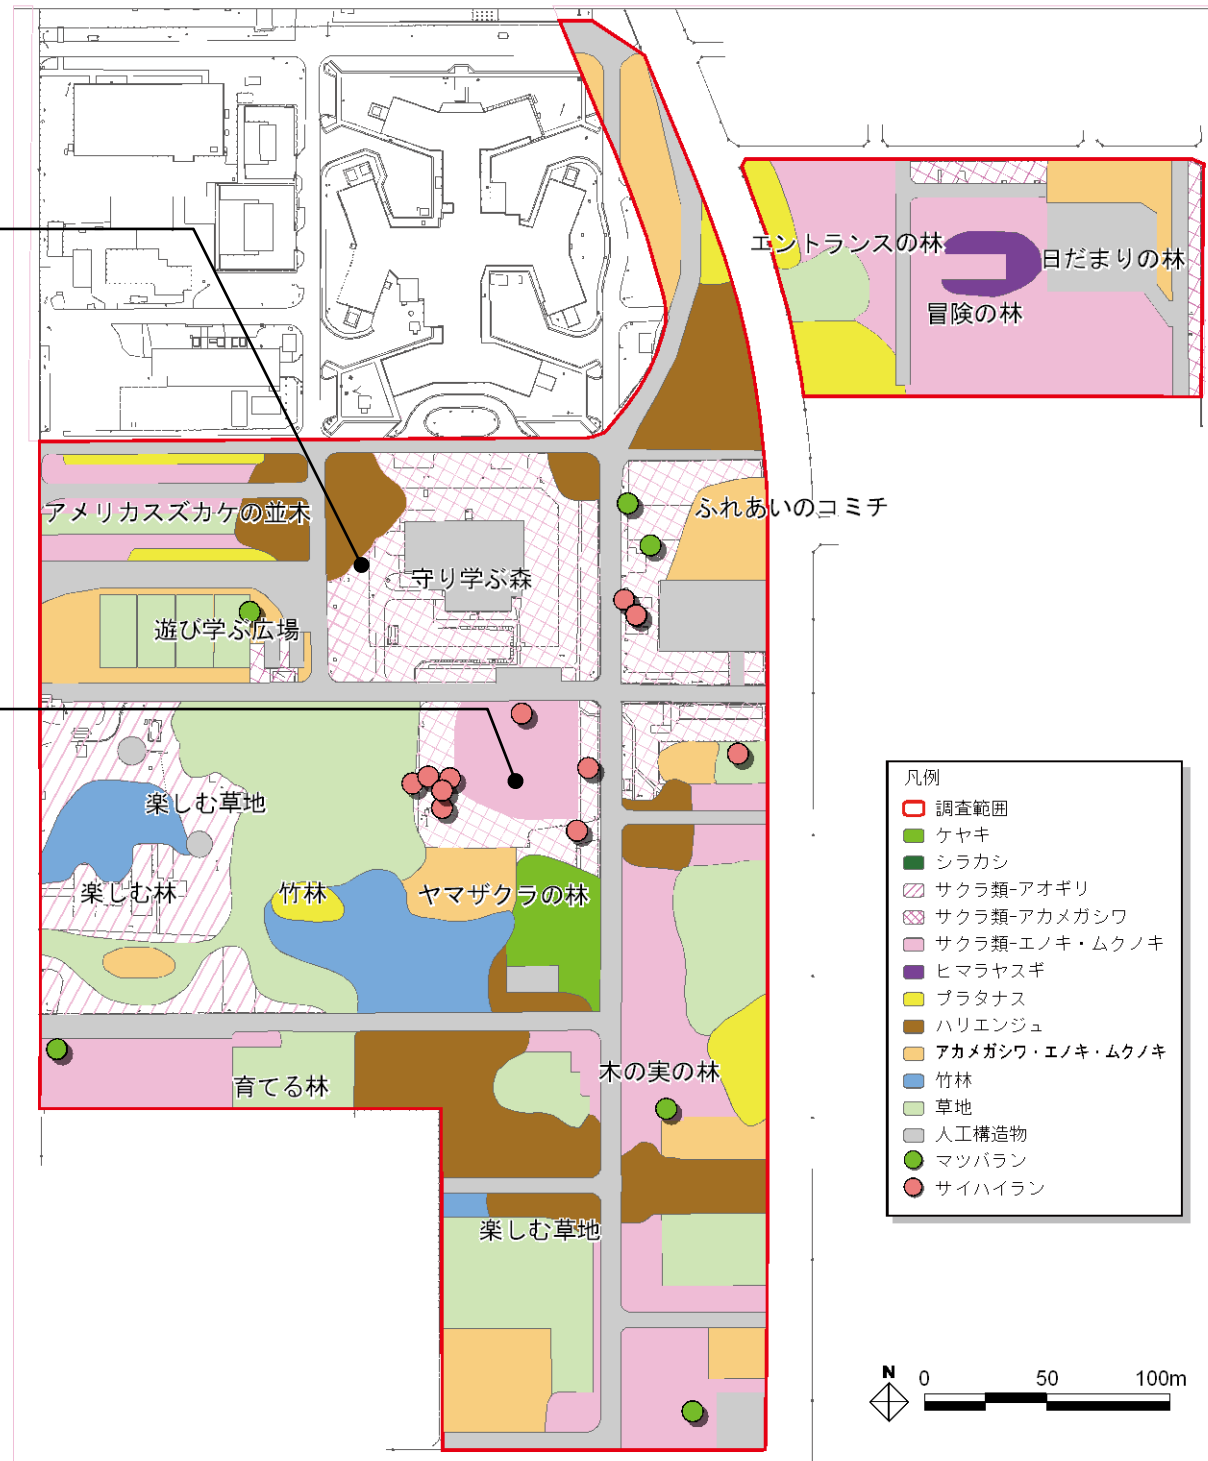 エントランスの林
日だまりの林
冒険の林
アメリカスズカケの並木
ふれあいのコミチ
守り学ぶ森
遊び学ぶ広場
楽しむ草地
楽しむ林
竹林
ヤマザクラの林
育てる林
木の実の林
楽しむ草地
凡例
調査範囲
ケヤキ
シラカシ
サクラ類-アオギリ
サクラ類-アカメガシワ
サクラ類-エノキ・ムクノキ
ヒマラヤスギ
プラタナス
ハリエンジュ
アカメガシワ・エノキ・ムクノキ
竹林
草地
人工構造物
マツバラン
サイハイラン
N
0 50 100m